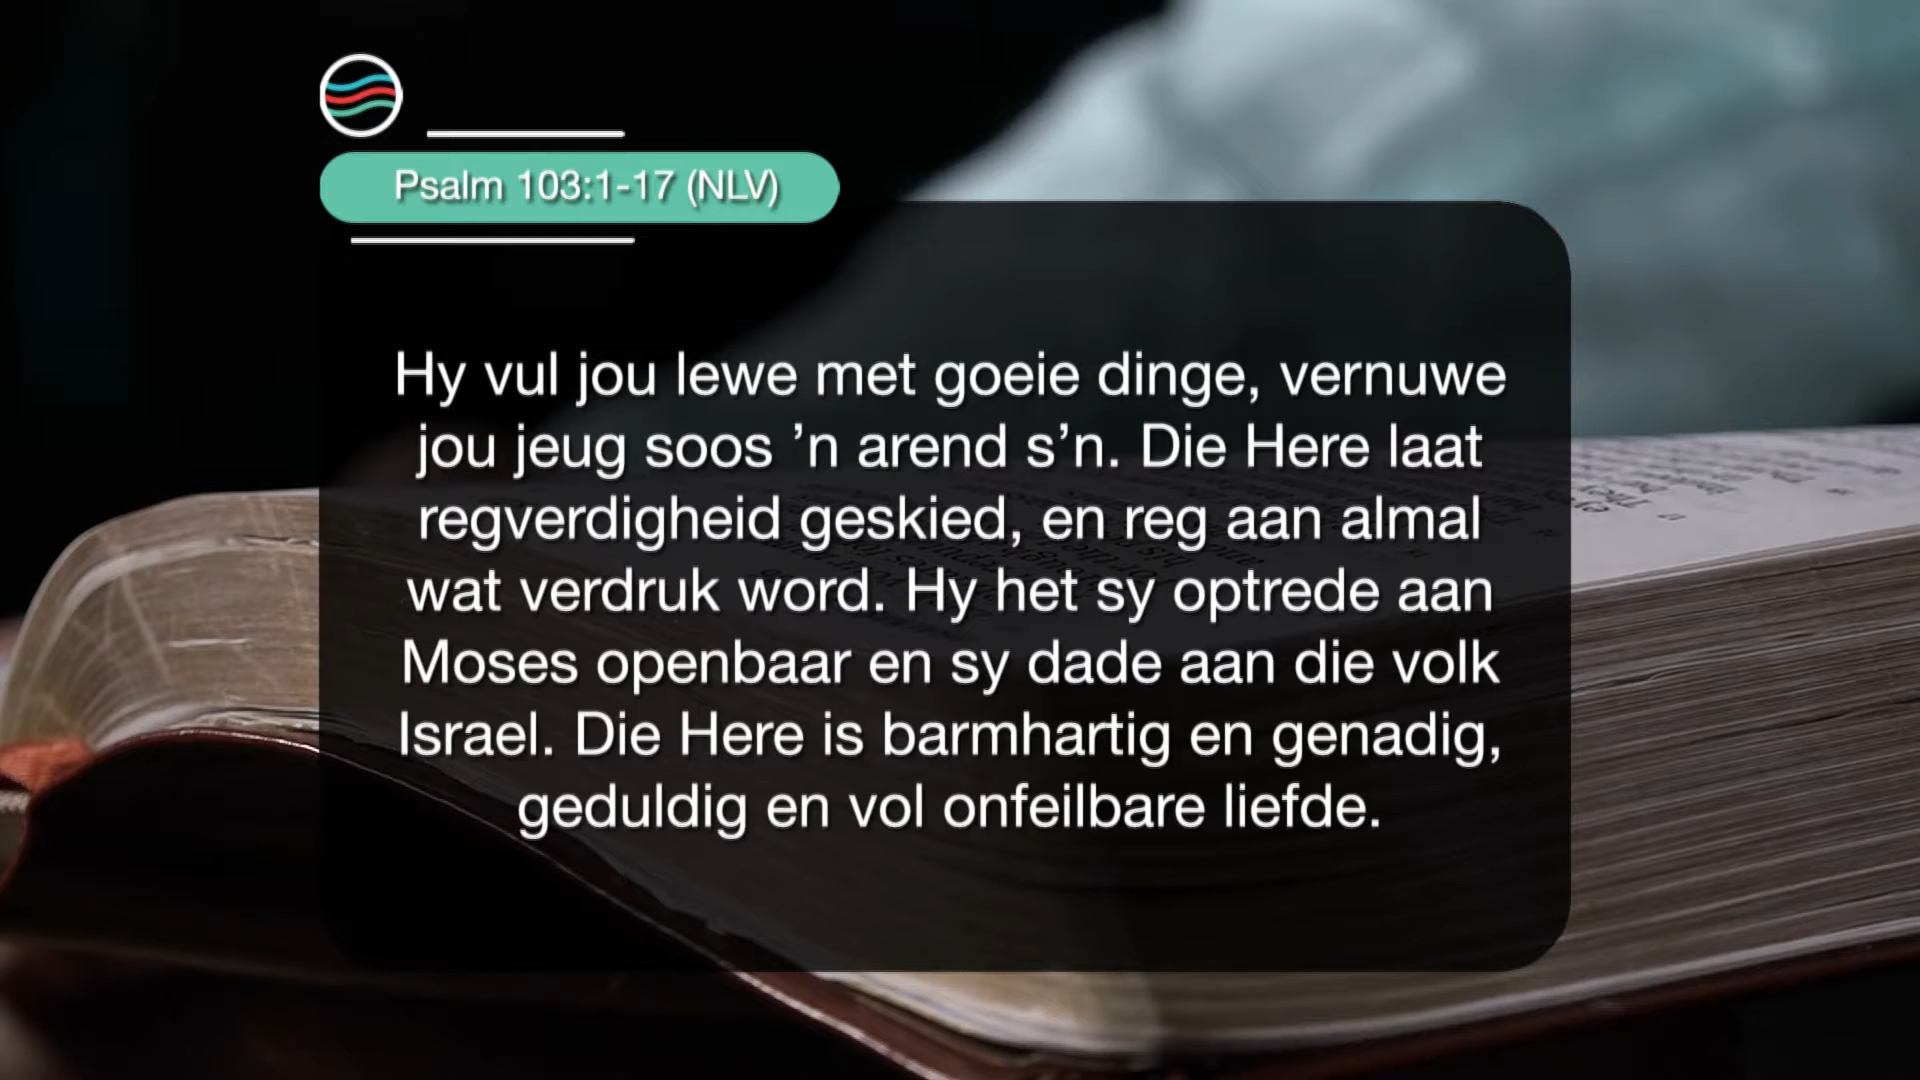 Psalm 103:1-17 (NLV)
Hy vul jou lewe met goeie dinge, vernuwe
jou jeug soos ’n arend s’n. Die Here laat
regverdigheid geskied, en reg aan almal
wat verdruk word. Hy het sy optrede aan
Moses openbaar en sy dade aan die volk
Israel. Die Here is barmhartig en genadig,
geduldig en vol onfeilbare liefde.